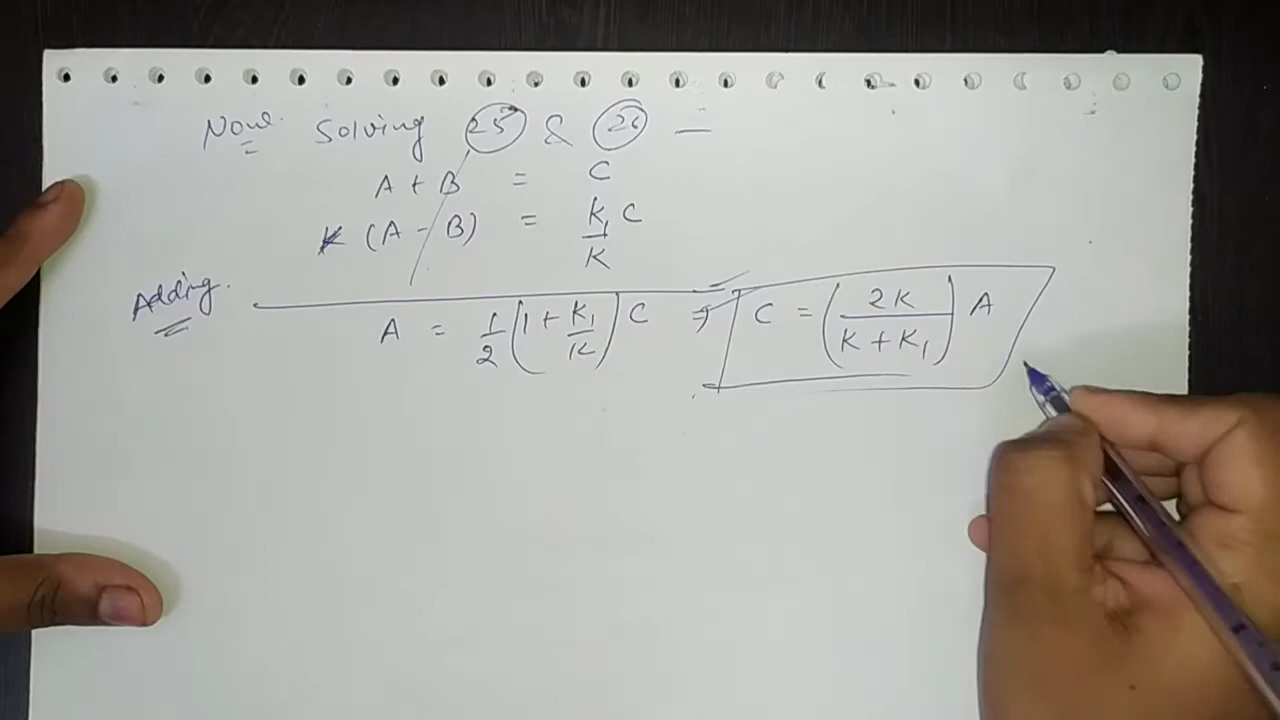 Now. Solving 25 & 26 —
A + B = C
K (A - B) = K₁/K C
Adding.
A = 1/2 (1 + K₁/K) C ⇒ C = (2K/(K + K₁)) A